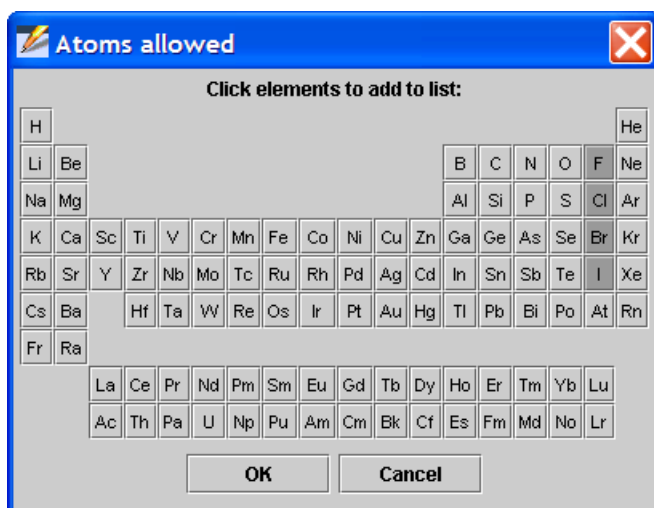 Atoms allowed
Click elements to add to list:
H He
Li Be B C N O F Ne
Na Mg Al Si P S Cl Ar
K Ca Sc Ti V Cr Mn Fe Co Ni Cu Zn Ga Ge As Se Br Kr
Rb Sr Y Zr Nb Mo Tc Ru Rh Pd Ag Cd In Sn Sb Te I Xe
Cs Ba Hf Ta W Re Os Ir Pt Au Hg Tl Pb Bi Po At Rn
Fr Ra
La Ce Pr Nd Pm Sm Eu Gd Tb Dy Ho Er Tm Yb Lu
Ac Th Pa U Np Pu Am Cm Bk Cf Es Fm Md No Lr
OK Cancel